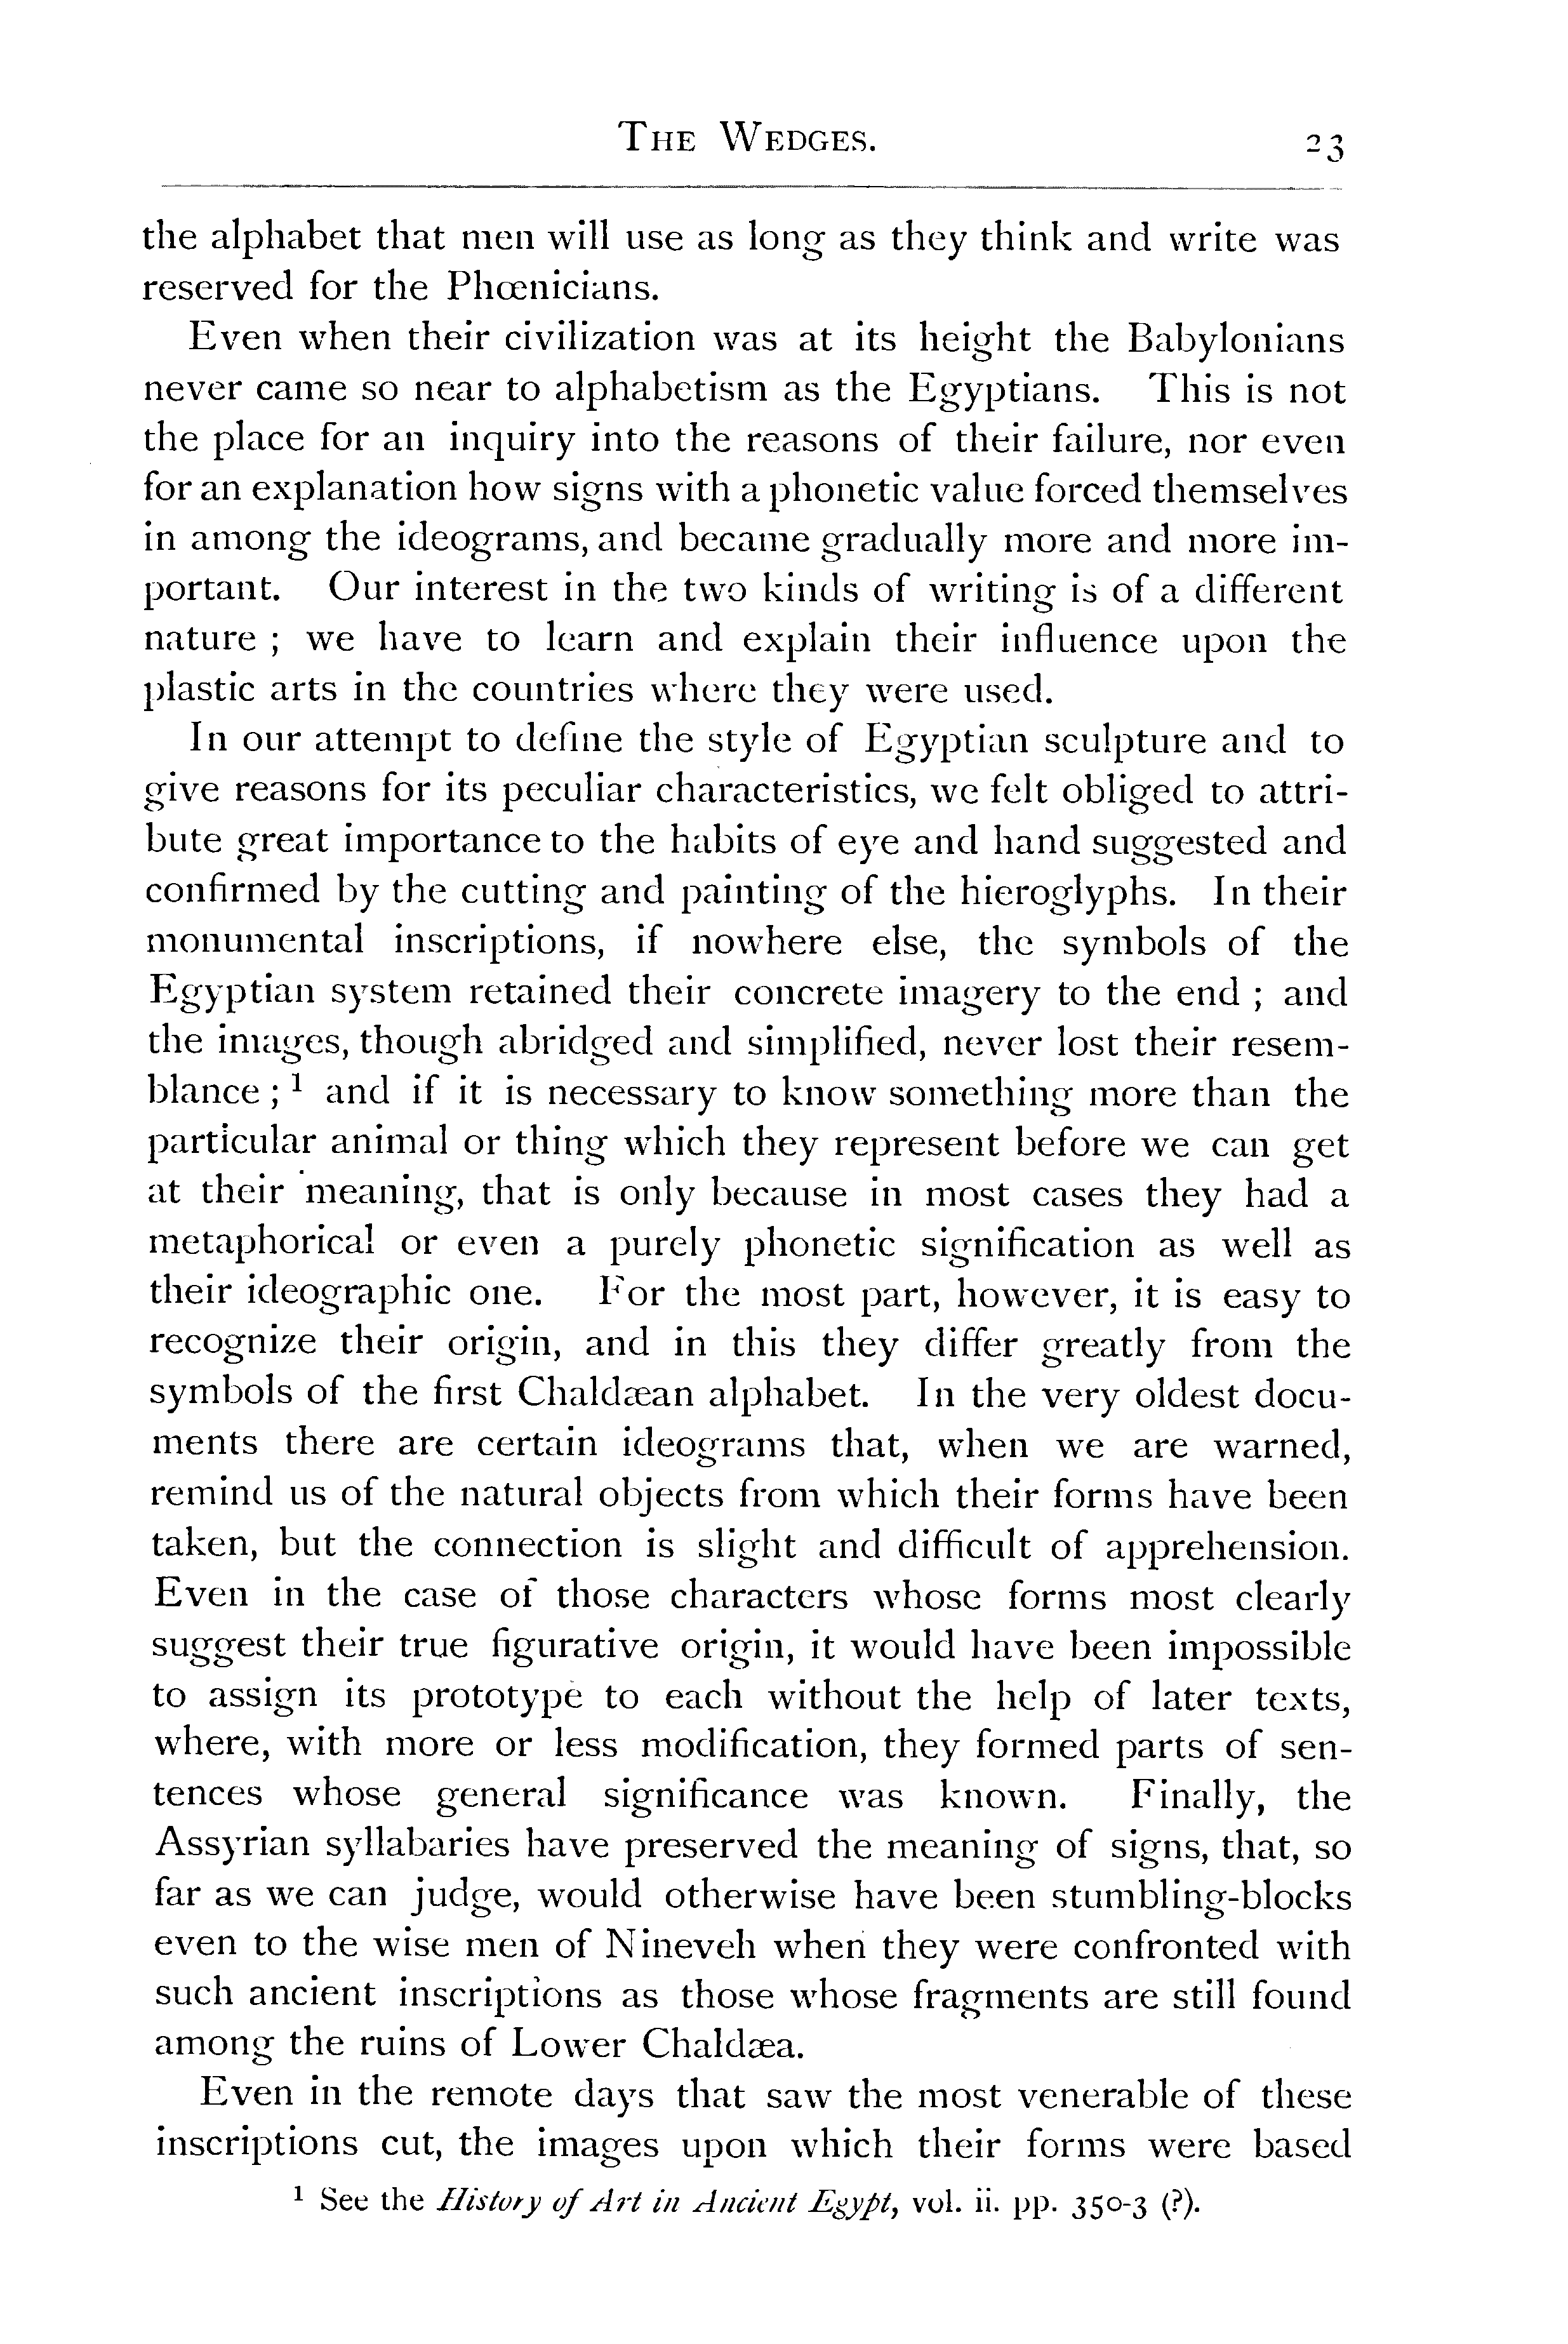 THE WEDGES. 23
the alphabet that men will use as long as they think and write was
reserved for the Phœnicians.
Even when their civilization was at its height the Babylonians
never came so near to alphabetism as the Egyptians. This is not
the place for an inquiry into the reasons of their failure, nor even
for an explanation how signs with a phonetic value forced themselves
in among the ideograms, and became gradually more and more im-
portant. Our interest in the two kinds of writing is of a different
nature ; we have to learn and explain their influence upon the
plastic arts in the countries where they were used.
In our attempt to define the style of Egyptian sculpture and to
give reasons for its peculiar characteristics, we felt obliged to attri-
bute great importance to the habits of eye and hand suggested and
confirmed by the cutting and painting of the hieroglyphs. In their
monumental inscriptions, if nowhere else, the symbols of the
Egyptian system retained their concrete imagery to the end ; and
the images, though abridged and simplified, never lost their resem-
blance ; ¹ and if it is necessary to know something more than the
particular animal or thing which they represent before we can get
at their meaning, that is only because in most cases they had a
metaphorical or even a purely phonetic signification as well as
their ideographic one. For the most part, however, it is easy to
recognize their origin, and in this they differ greatly from the
symbols of the first Chaldæan alphabet. In the very oldest docu-
ments there are certain ideograms that, when we are warned,
remind us of the natural objects from which their forms have been
taken, but the connection is slight and difficult of apprehension.
Even in the case of those characters whose forms most clearly
suggest their true figurative origin, it would have been impossible
to assign its prototype to each without the help of later texts,
where, with more or less modification, they formed parts of sen-
tences whose general significance was known. Finally, the
Assyrian syllabaries have preserved the meaning of signs, that, so
far as we can judge, would otherwise have been stumbling-blocks
even to the wise men of Nineveh when they were confronted with
such ancient inscriptions as those whose fragments are still found
among the ruins of Lower Chaldæa.
Even in the remote days that saw the most venerable of these
inscriptions cut, the images upon which their forms were based
¹ See the History of Art in Ancient Egypt, vol. ii. pp. 350-3 (?).